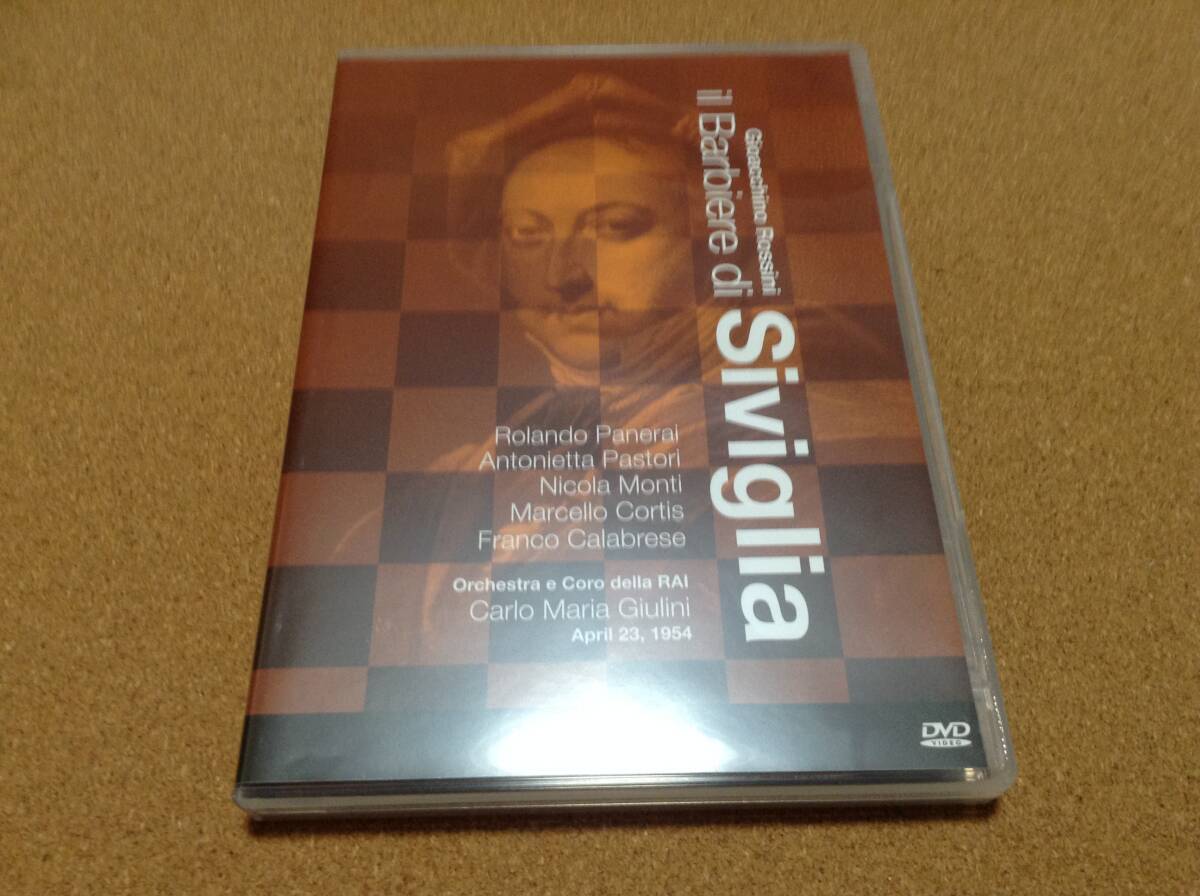 Gioacchino Rossini
il Barbiere di
Siviglia
Rolando Panerai
Antonietta Pastori
Nicola Monti
Marcello Cortis
Franco Calabrese
Orchestra e Coro della RAI
Carlo Maria Giulini
April 23, 1954
DVD
VIDEO